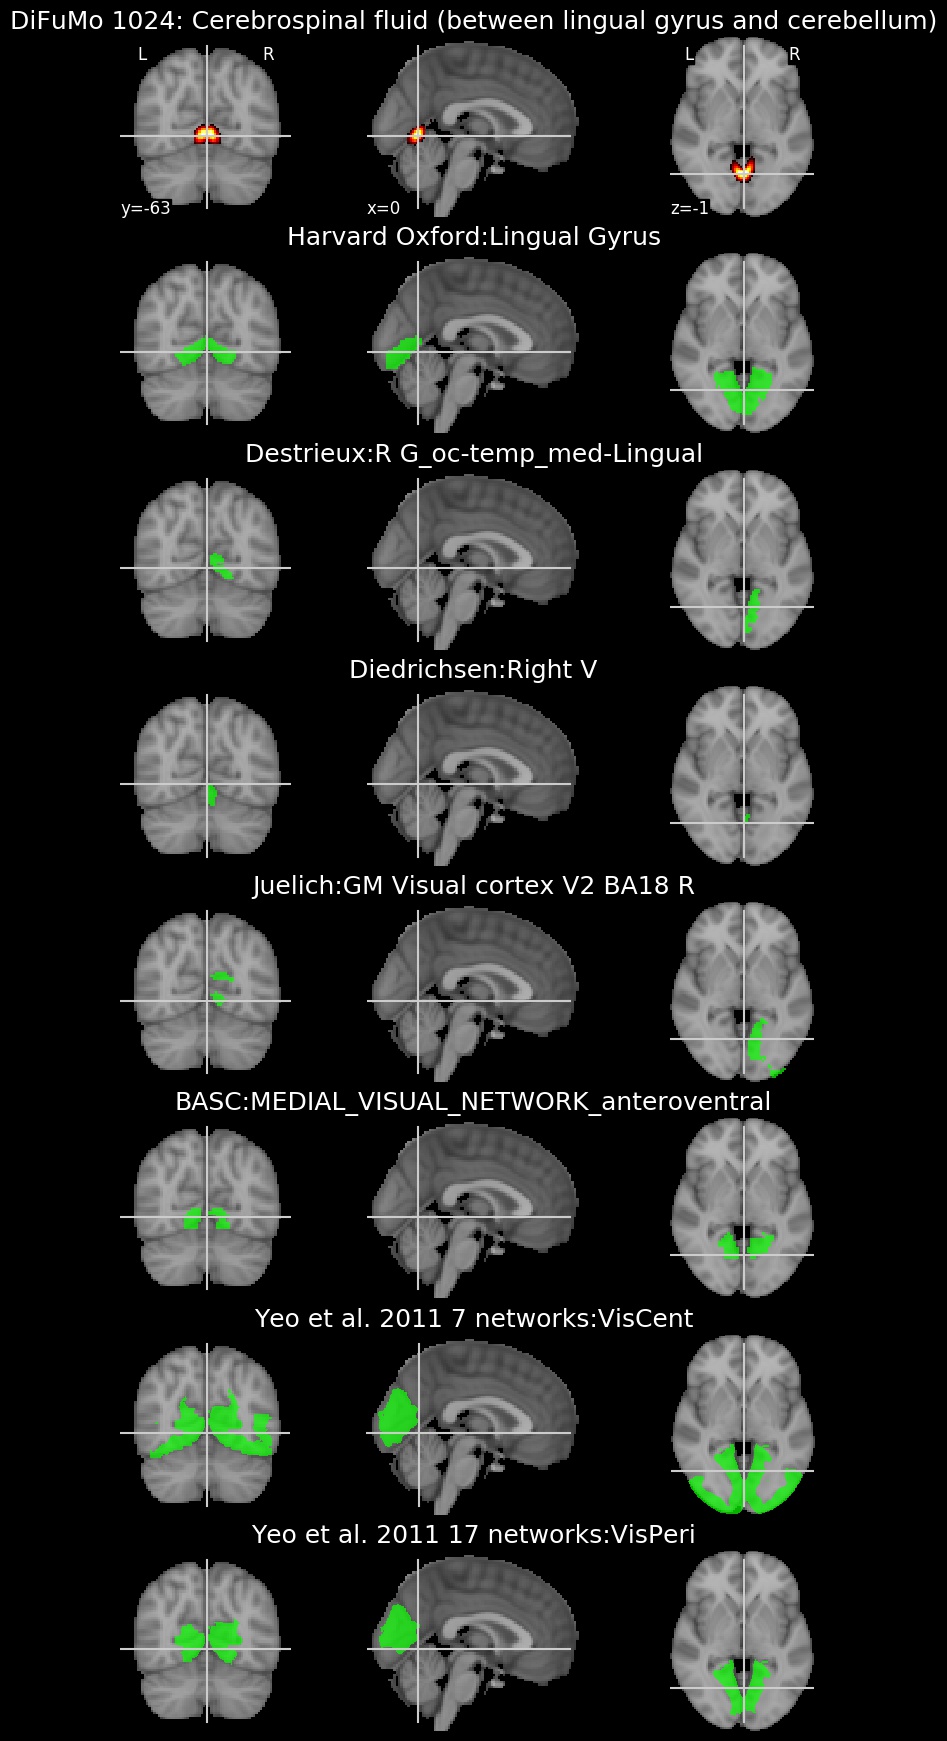 DiFuMo 1024: Cerebrospinal fluid (between lingual gyrus and cerebellum)
L R L R
y=-63 x=0 z=-1
Harvard Oxford:Lingual Gyrus
Destrieux:R G_oc-temp_med-Lingual
Diedrichsen:Right V
Juelich:GM Visual cortex V2 BA18 R
BASC:MEDIAL_VISUAL_NETWORK_anteroventral
Yeo et al. 2011 7 networks:VisCent
Yeo et al. 2011 17 networks:VisPeri